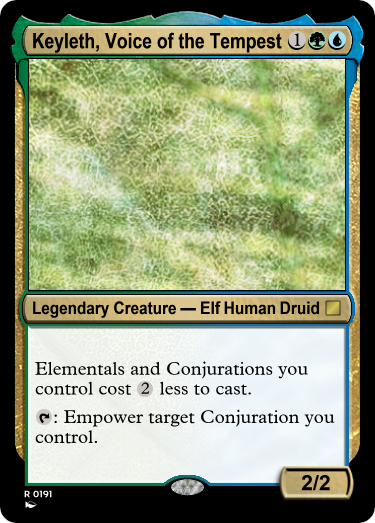 Keyleth, Voice of the Tempest 1
Legendary Creature — Elf Human Druid
Elementals and Conjurations you
control cost 2 less to cast.
: Empower target Conjuration you
control.
2/2
R 0191